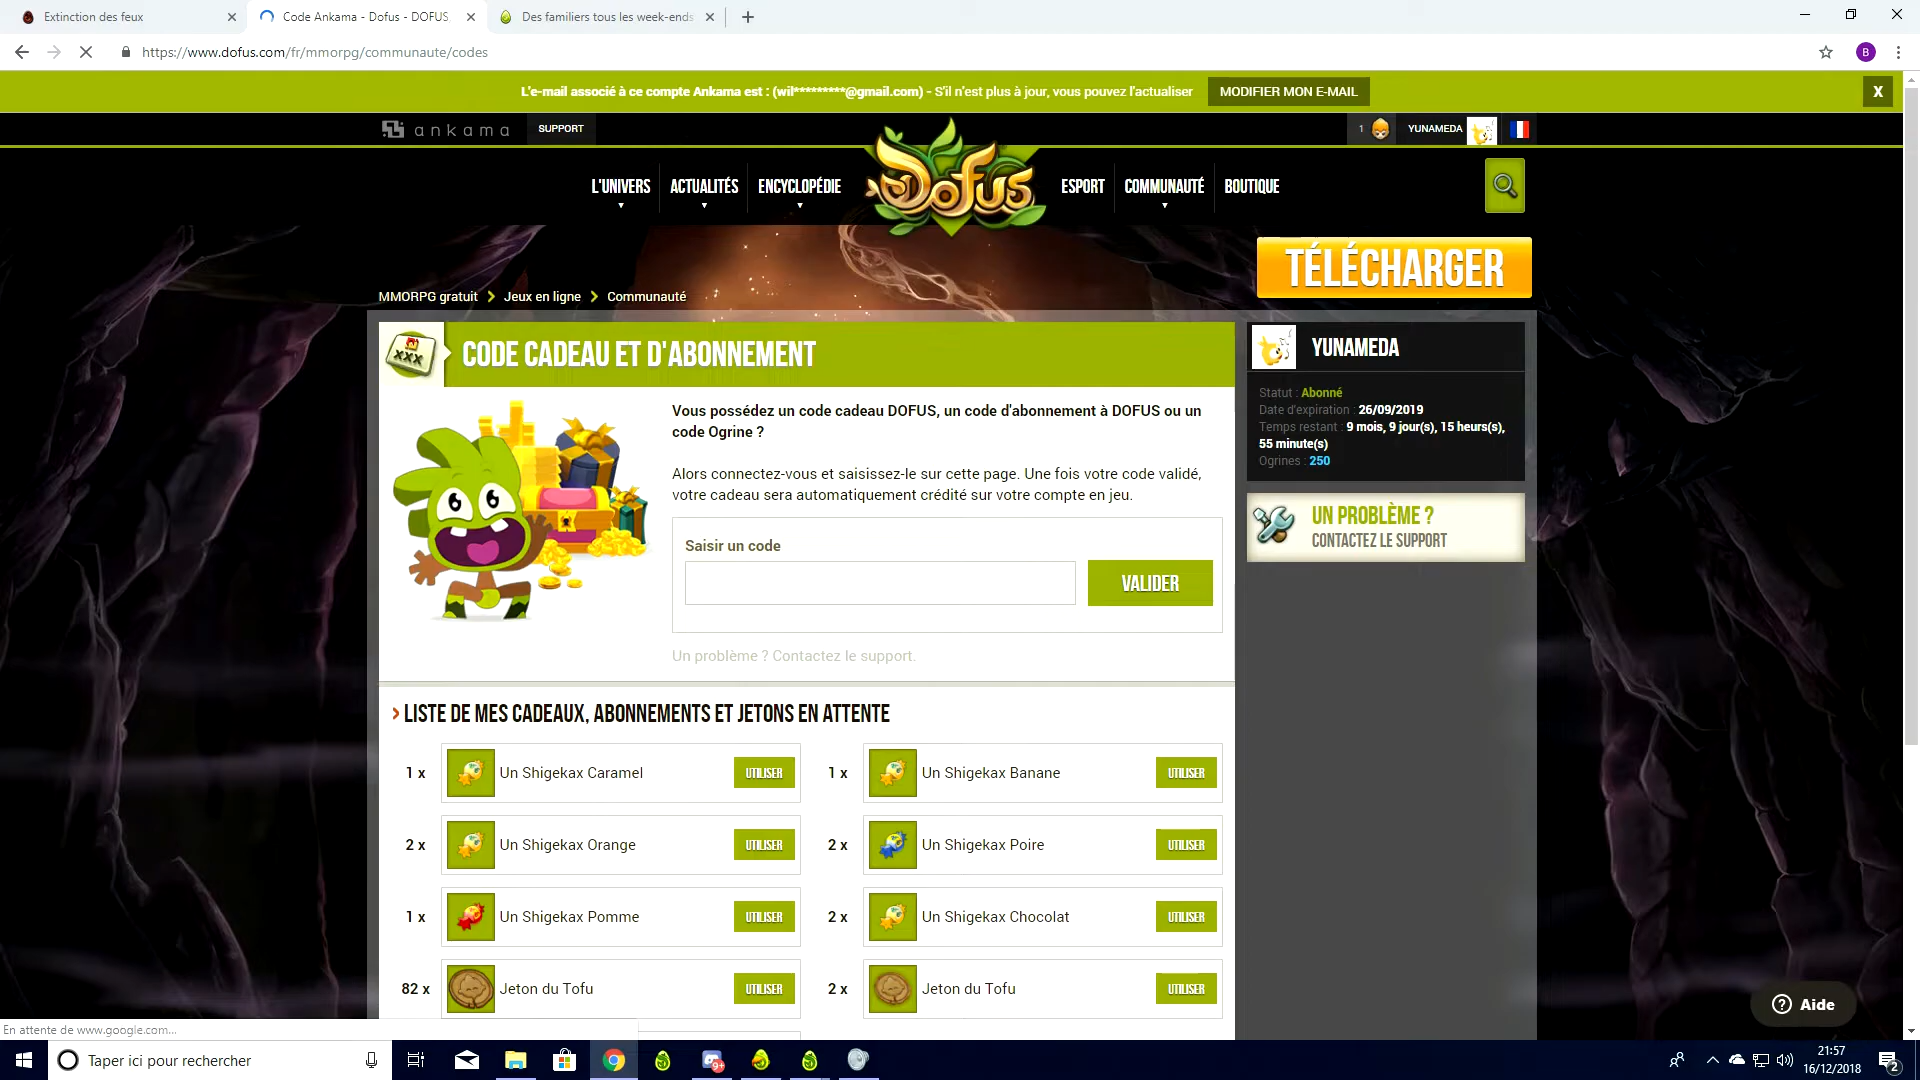 Extinction des feux
Code Ankama - Dofus - DOFUS
Des familiers tous les week-ends
https://www.dofus.com/fr/mmorpg/communaute/codes
B
L'e-mail associé à ce compte Ankama est : (wil*********@gmail.com) - S'il n'est plus à jour, vous pouvez l'actualiser
MODIFIER MON E-MAIL
X
ankama
SUPPORT
1
YUNAMEDA
L'UNIVERS
ACTUALITÉS
ENCYCLOPÉDIE
DOFUS
ESPORT
COMMUNAUTÉ
BOUTIQUE
TÉLÉCHARGER
MMORPG gratuit
Jeux en ligne
Communauté
XXX
CODE CADEAU ET D'ABONNEMENT
YUNAMEDA
Statut : Abonné
Date d'expiration : 26/09/2019
Temps restant : 9 mois, 9 jour(s), 15 heurs(s),
55 minute(s)
Ogrines : 250
Vous possédez un code cadeau DOFUS, un code d'abonnement à DOFUS ou un
code Ogrine ?
Alors connectez-vous et saisissez-le sur cette page. Une fois votre code validé,
votre cadeau sera automatiquement crédité sur votre compte en jeu.
UN PROBLÈME ?
CONTACTEZ LE SUPPORT
Saisir un code
VALIDER
Un problème ? Contactez le support.
LISTE DE MES CADEAUX, ABONNEMENTS ET JETONS EN ATTENTE
1 x
Un Shigekax Caramel
UTILISER
1 x
Un Shigekax Banane
UTILISER
2 x
Un Shigekax Orange
UTILISER
2 x
Un Shigekax Poire
UTILISER
1 x
Un Shigekax Pomme
UTILISER
2 x
Un Shigekax Chocolat
UTILISER
82 x
Jeton du Tofu
UTILISER
2 x
Jeton du Tofu
UTILISER
Aide
En attente de www.google.com...
Taper ici pour rechercher
9+
21:57
16/12/2018
2